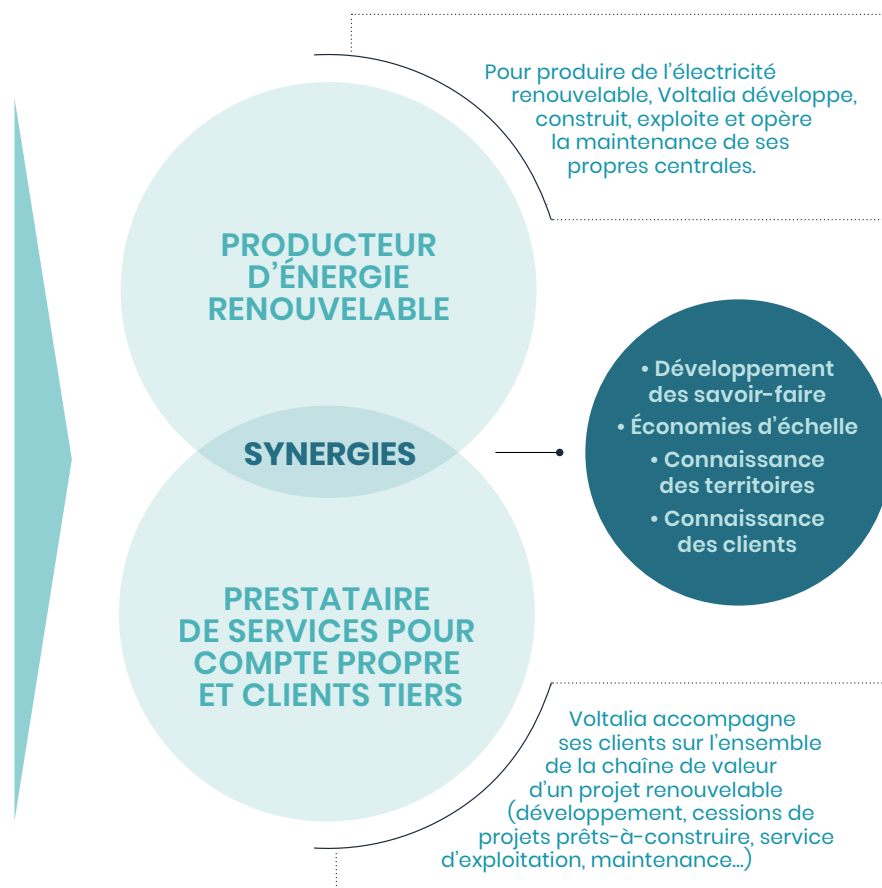 Pour produire de l'électricité
renouvelable, Voltalia développe,
construit, exploite et opère
la maintenance de ses
propres centrales.
PRODUCTEUR
D'ÉNERGIE
RENOUVELABLE
SYNERGIES
• Développement
des savoir-faire
• Économies d'échelle
• Connaissance
des territoires
• Connaissance
des clients
PRESTATAIRE
DE SERVICES POUR
COMPTE PROPRE
ET CLIENTS TIERS
Voltalia accompagne
ses clients sur l'ensemble
de la chaîne de valeur
d'un projet renouvelable
(développement, cessions de
projets prêts-à-construire, service
d'exploitation, maintenance...)